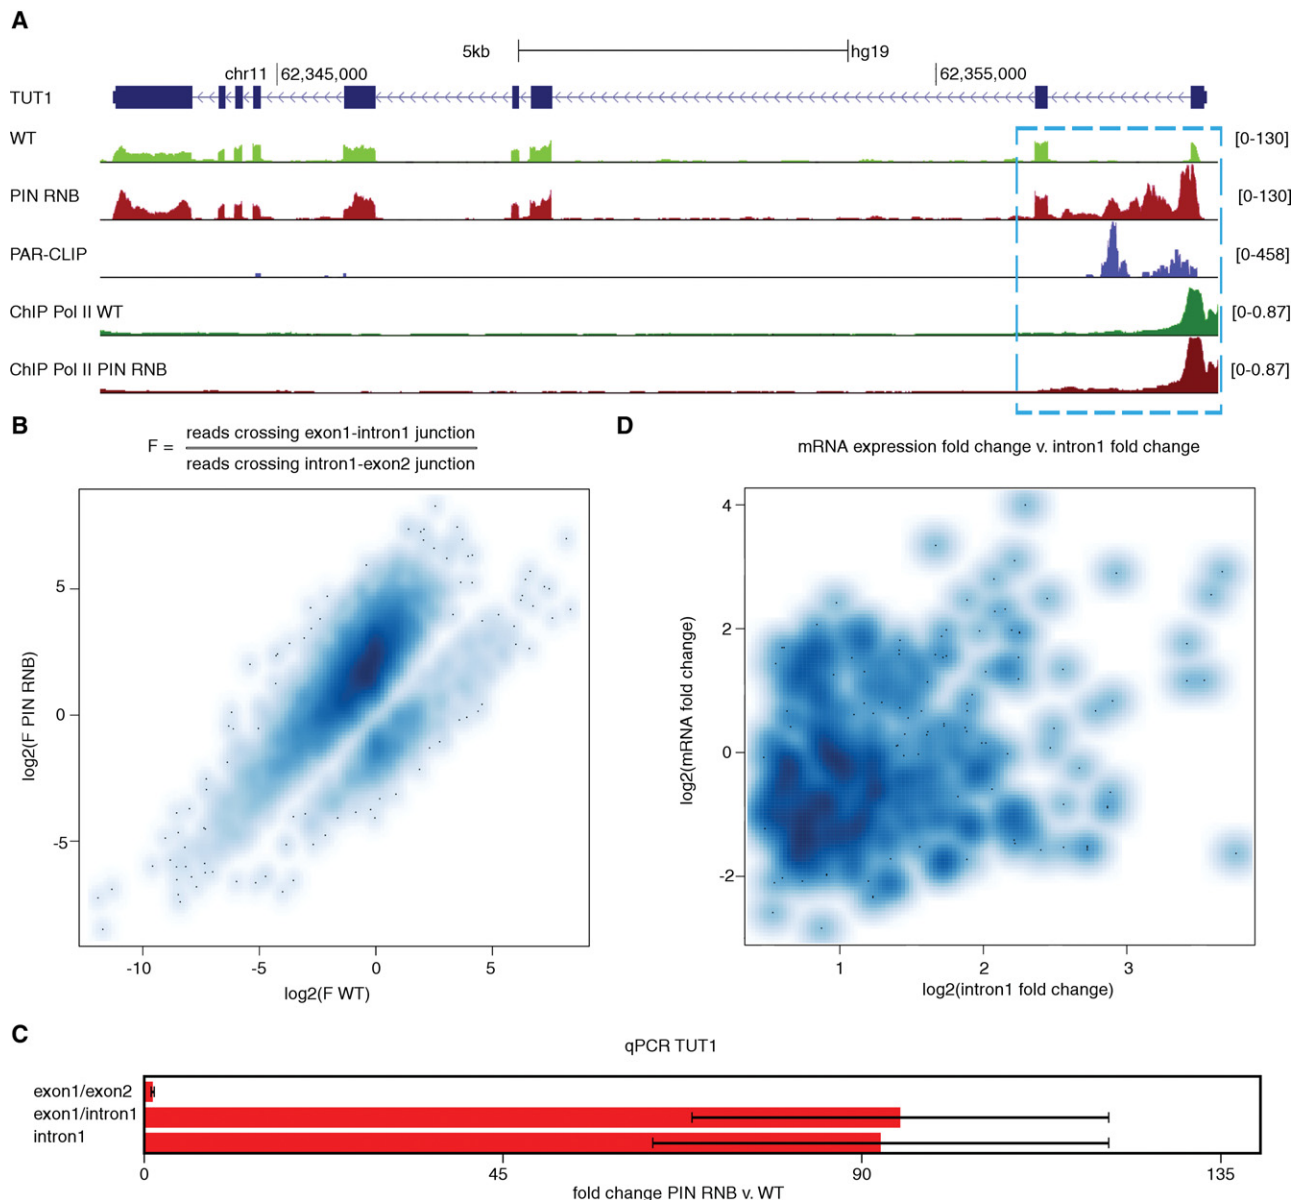 A
5kb
hg19
chr11
62,345,000
62,355,000
TUT1
WT
[0-130]
PIN RNB
[0-130]
PAR-CLIP
[0-458]
ChIP Pol II WT
[0-0.87]
ChIP Pol II PIN RNB
[0-0.87]
B
F =
reads crossing exon1-intron1 junction
reads crossing intron1-exon2 junction
log2(F PIN RNB)
5
0
-5
-10
-5
0
5
log2(F WT)
D
mRNA expression fold change v. intron1 fold change
log2(mRNA fold change)
4
2
0
-2
1
2
3
log2(intron1 fold change)
C
qPCR TUT1
exon1/exon2
exon1/intron1
intron1
0
45
90
135
fold change PIN RNB v. WT